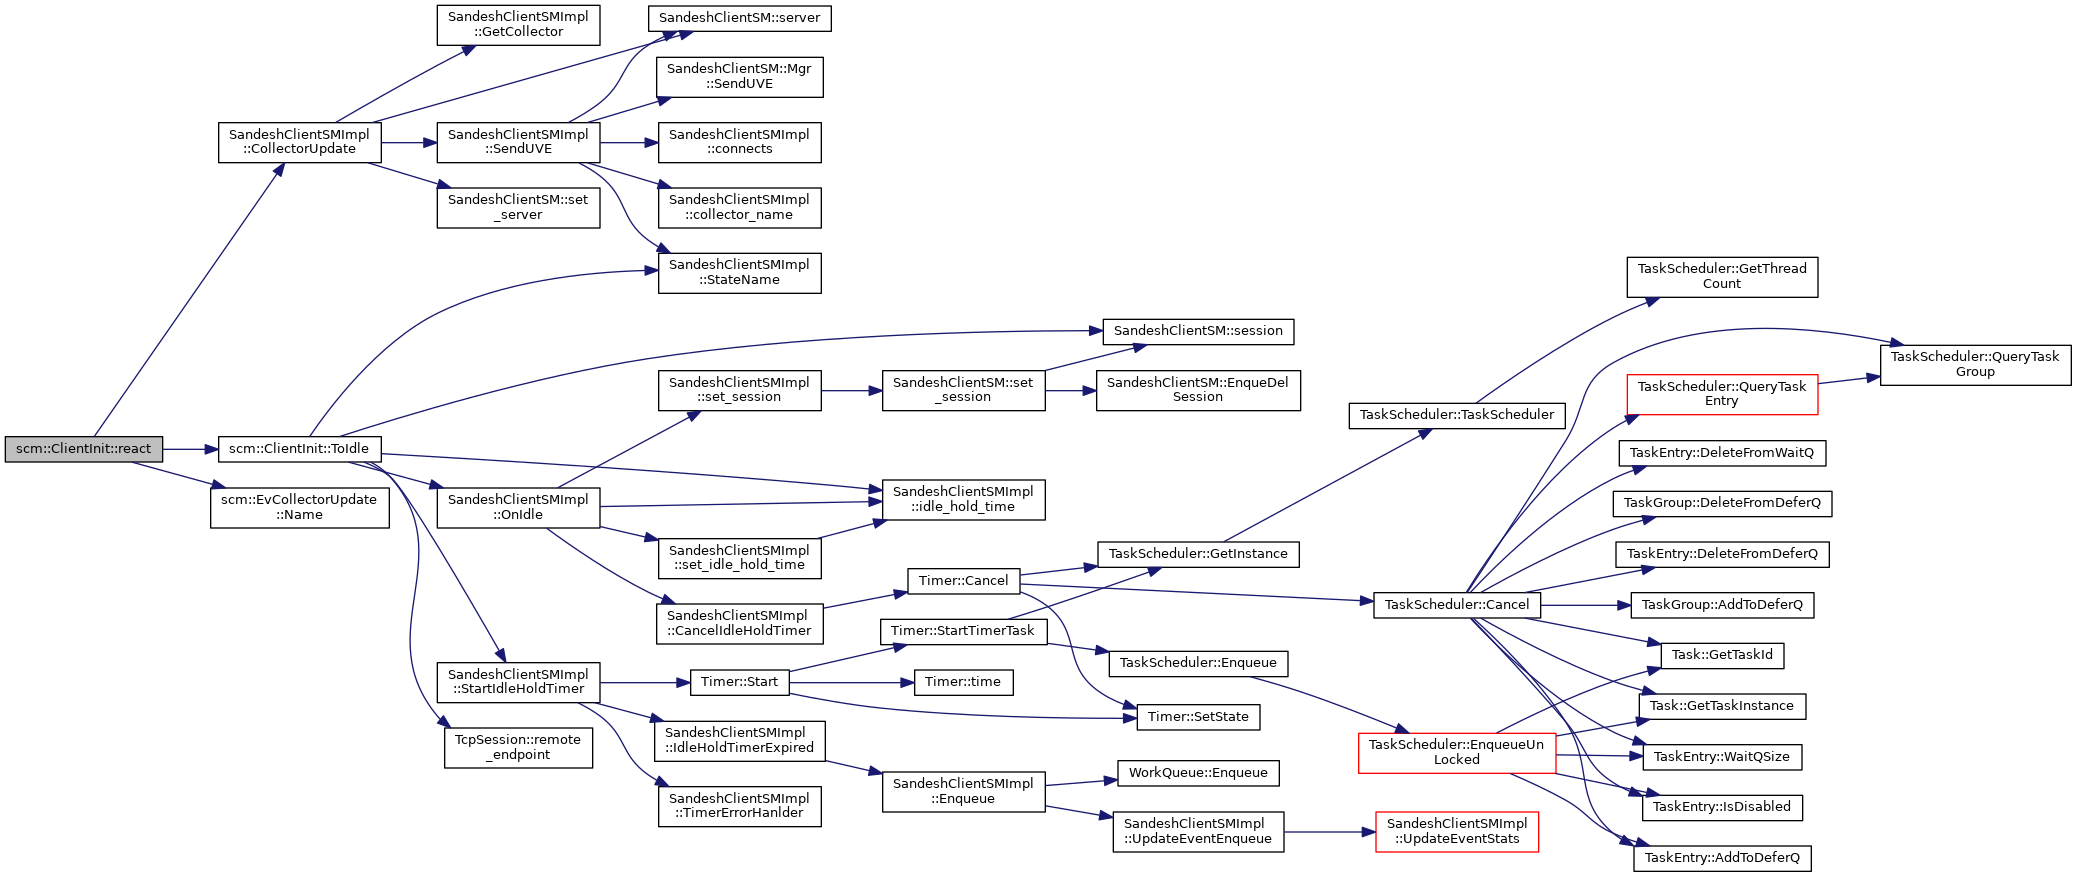 SandeshClientSMImpl
::GetCollector
SandeshClientSM::server
SandeshClientSM::Mgr
::SendUVE
SandeshClientSMImpl
::CollectorUpdate
SandeshClientSMImpl
::SendUVE
SandeshClientSMImpl
::connects
SandeshClientSM::set
_server
SandeshClientSMImpl
::collector_name
SandeshClientSMImpl
::StateName
TaskScheduler::GetThread
Count
SandeshClientSM::session
TaskScheduler::QueryTask
Group
SandeshClientSMImpl
::set_session
SandeshClientSM::set
_session
SandeshClientSM::EnqueDel
Session
TaskScheduler::QueryTask
Entry
TaskScheduler::TaskScheduler
scm::ClientInit::react
scm::ClientInit::ToIdle
TaskEntry::DeleteFromWaitQ
scm::EvCollectorUpdate
::Name
SandeshClientSMImpl
::OnIdle
SandeshClientSMImpl
::idle_hold_time
TaskGroup::DeleteFromDeferQ
SandeshClientSMImpl
::set_idle_hold_time
TaskScheduler::GetInstance
TaskEntry::DeleteFromDeferQ
Timer::Cancel
TaskScheduler::Cancel
TaskGroup::AddToDeferQ
SandeshClientSMImpl
::CancelIdleHoldTimer
Timer::StartTimerTask
TaskScheduler::Enqueue
Task::GetTaskId
SandeshClientSMImpl
::StartIdleHoldTimer
Timer::Start
Timer::time
Task::GetTaskInstance
Timer::SetState
TcpSession::remote
_endpoint
SandeshClientSMImpl
::IdleHoldTimerExpired
TaskScheduler::EnqueueUn
Locked
TaskEntry::WaitQSize
SandeshClientSMImpl
::TimerErrorHanlder
SandeshClientSMImpl
::Enqueue
WorkQueue::Enqueue
TaskEntry::IsDisabled
SandeshClientSMImpl
::UpdateEventEnqueue
SandeshClientSMImpl
::UpdateEventStats
TaskEntry::AddToDeferQ